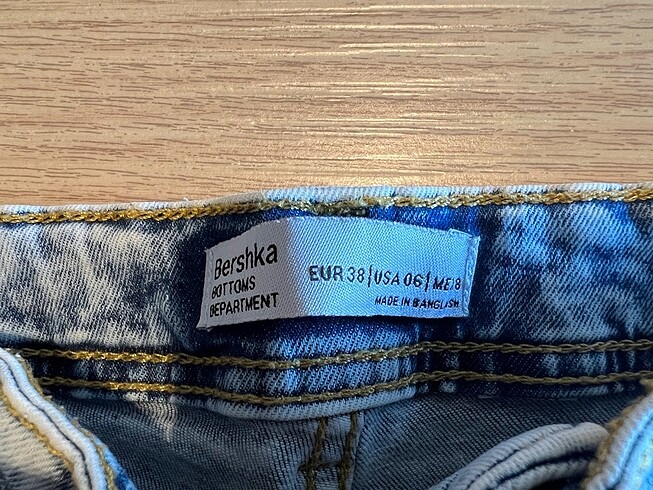 Bershka
BOTTOMS
DEPARTMENT
EUR 38|USA 06|MEX 28
MADE IN BANGLADESH